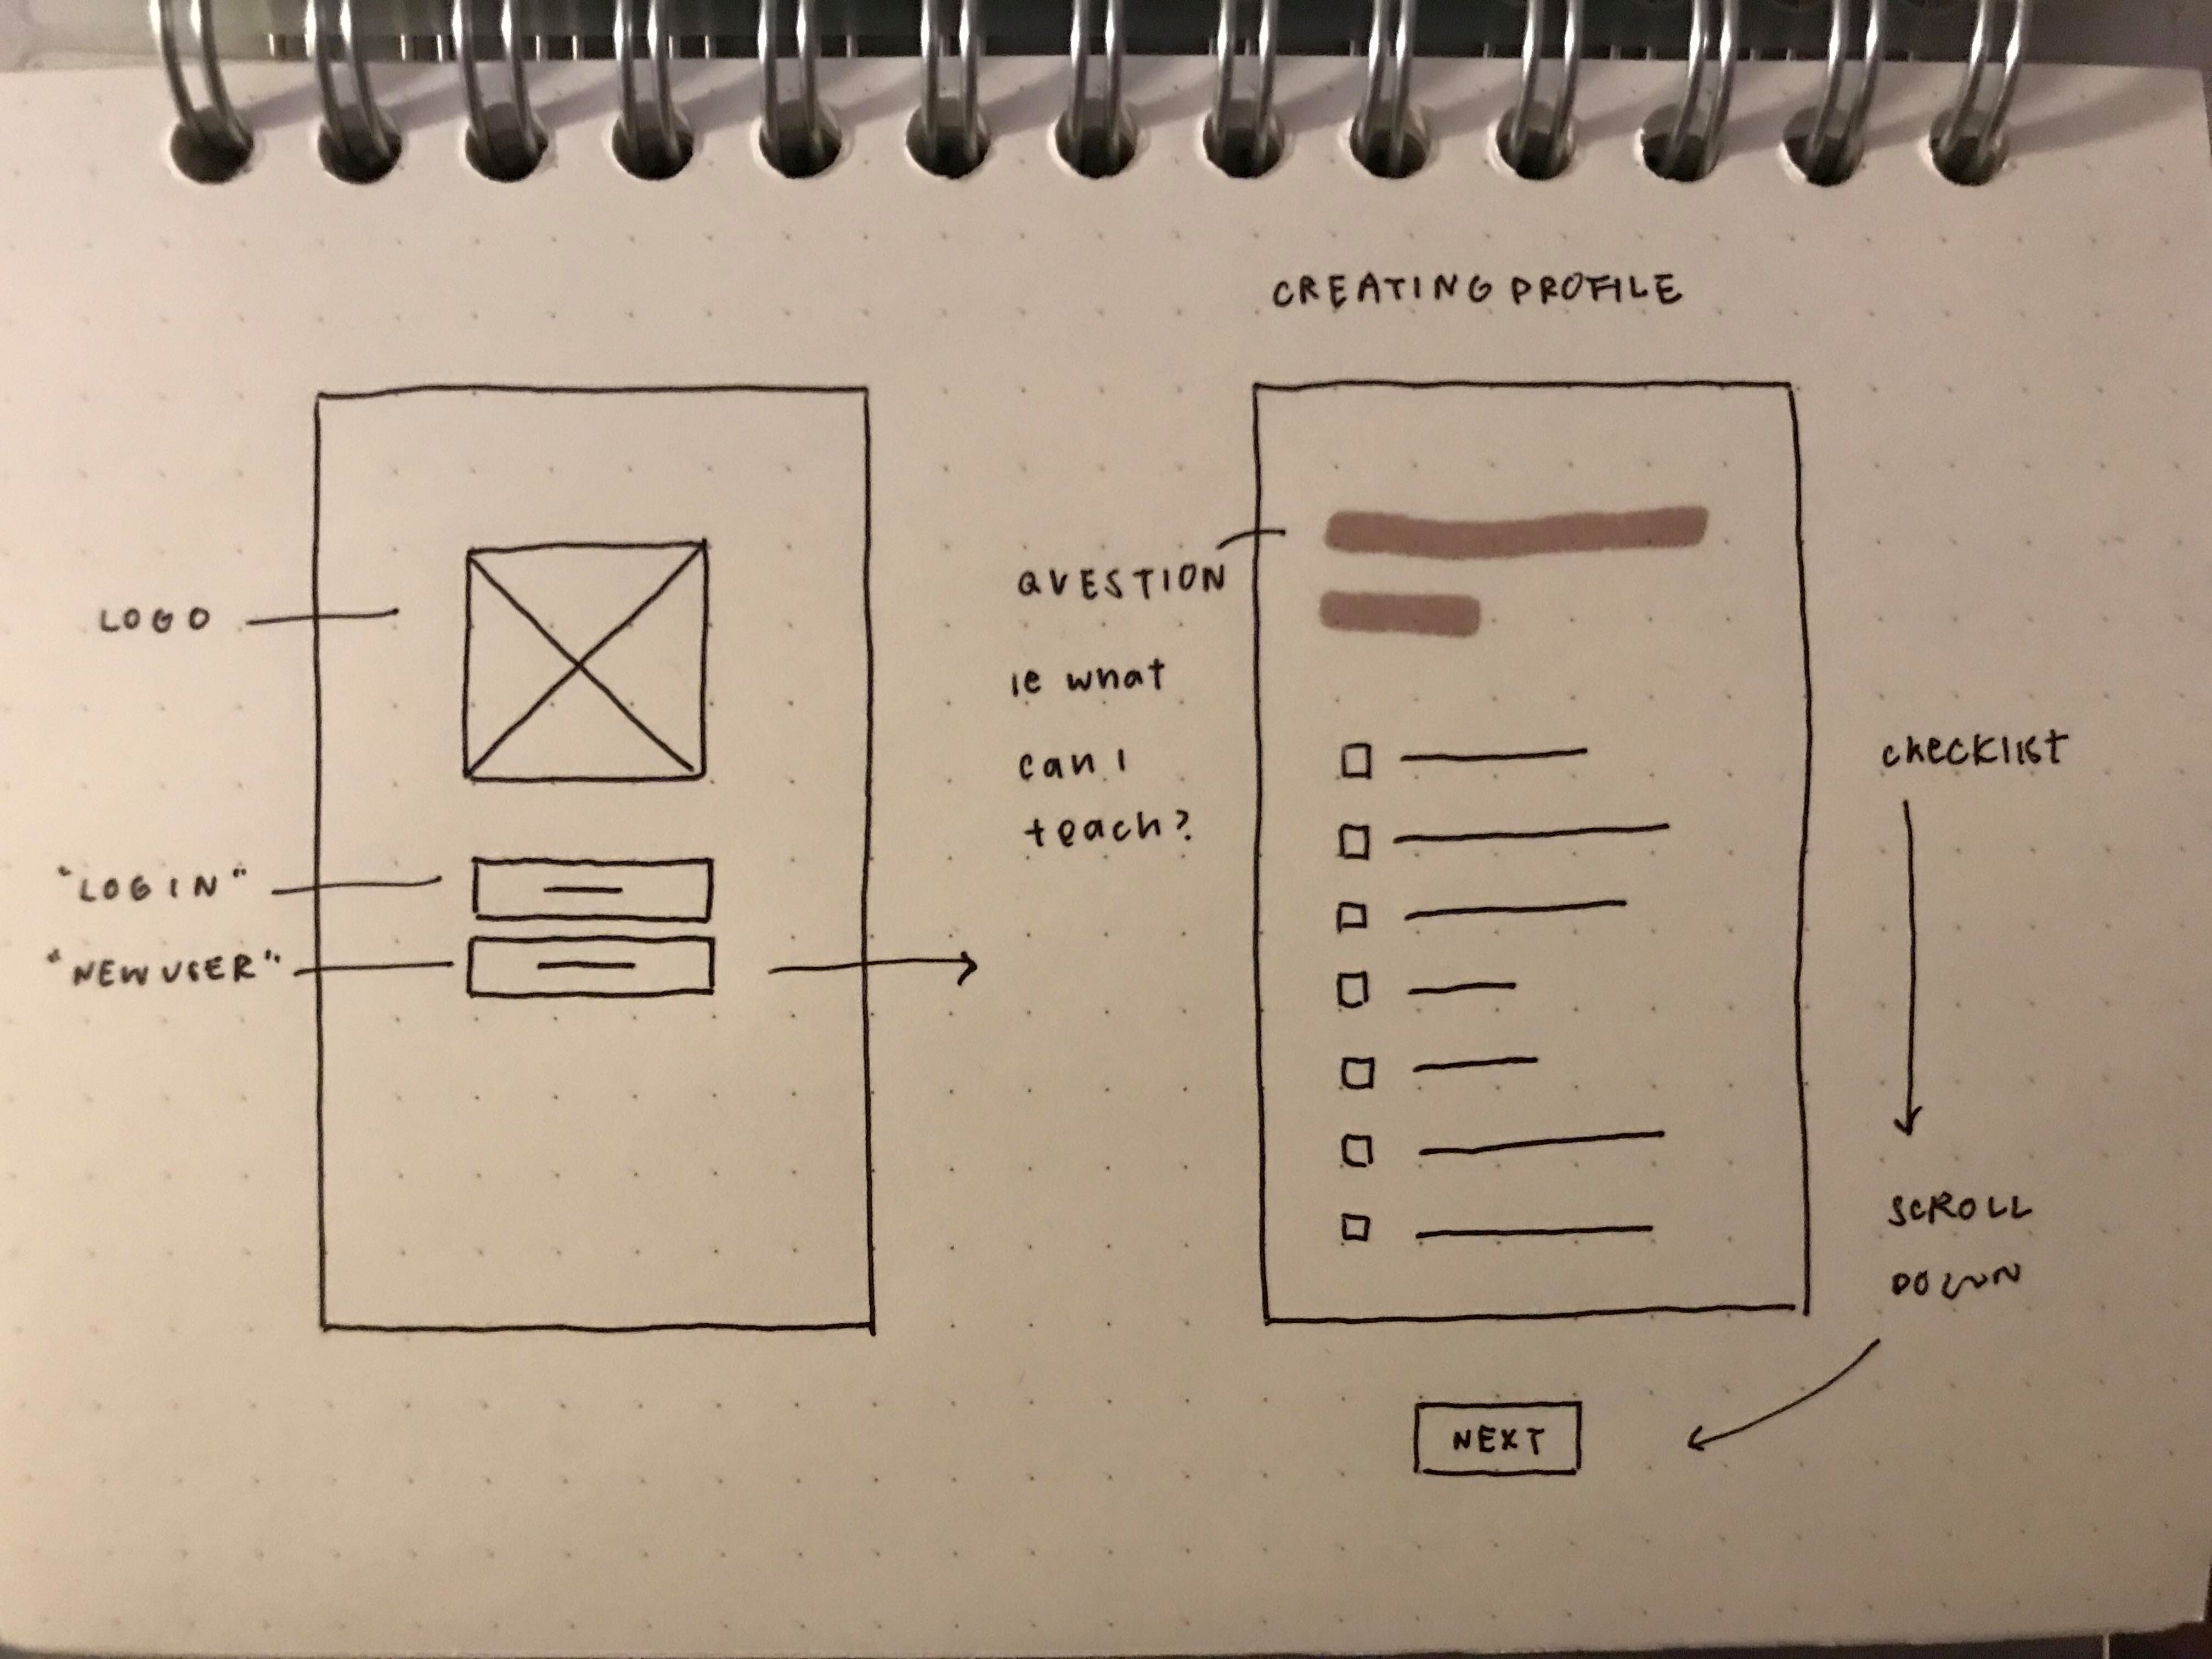 CREATING PROFILE
LOGO
"LOGIN"
"NEW USER"
QUESTION
ie what
can I
teach?
checklist
SCROLL
DOWN
NEXT